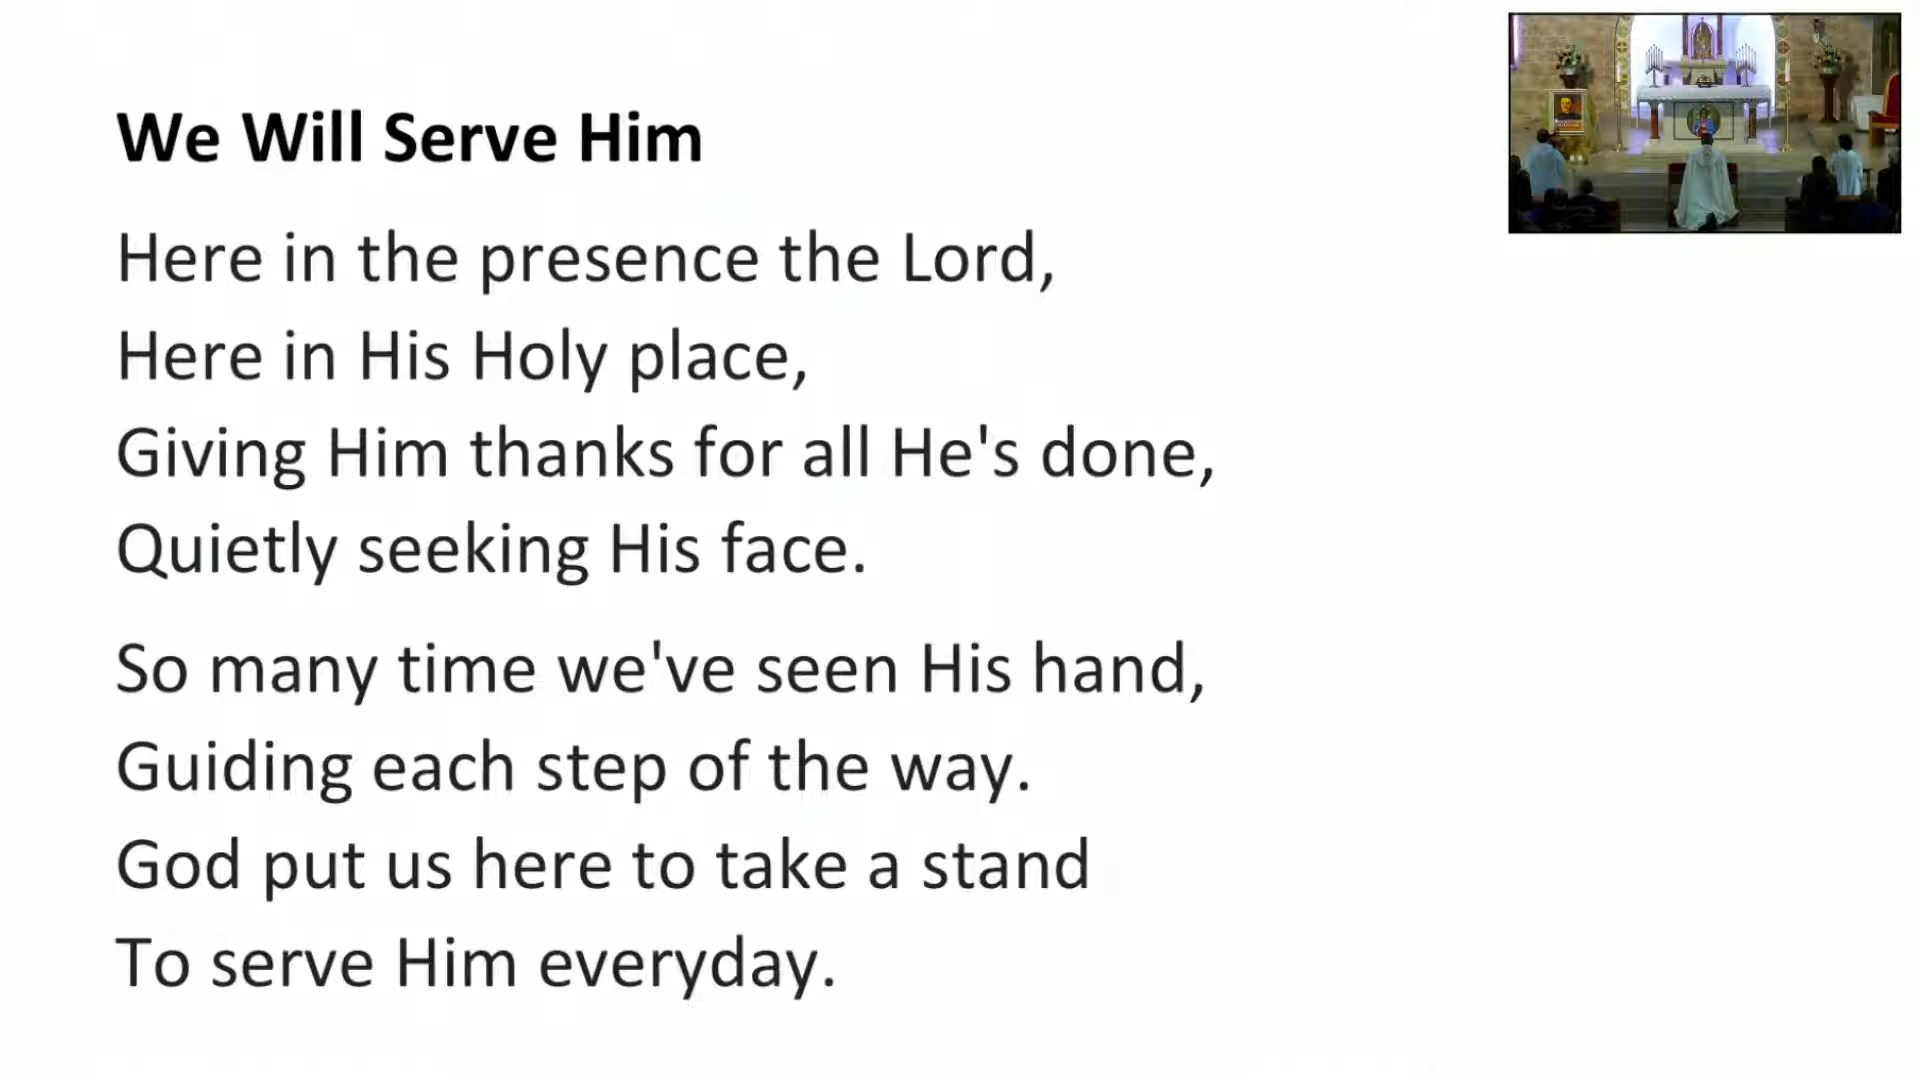 We Will Serve Him
Here in the presence the Lord,
Here in His Holy place,
Giving Him thanks for all He's done,
Quietly seeking His face.
So many time we've seen His hand,
Guiding each step of the way.
God put us here to take a stand
To serve Him everyday.